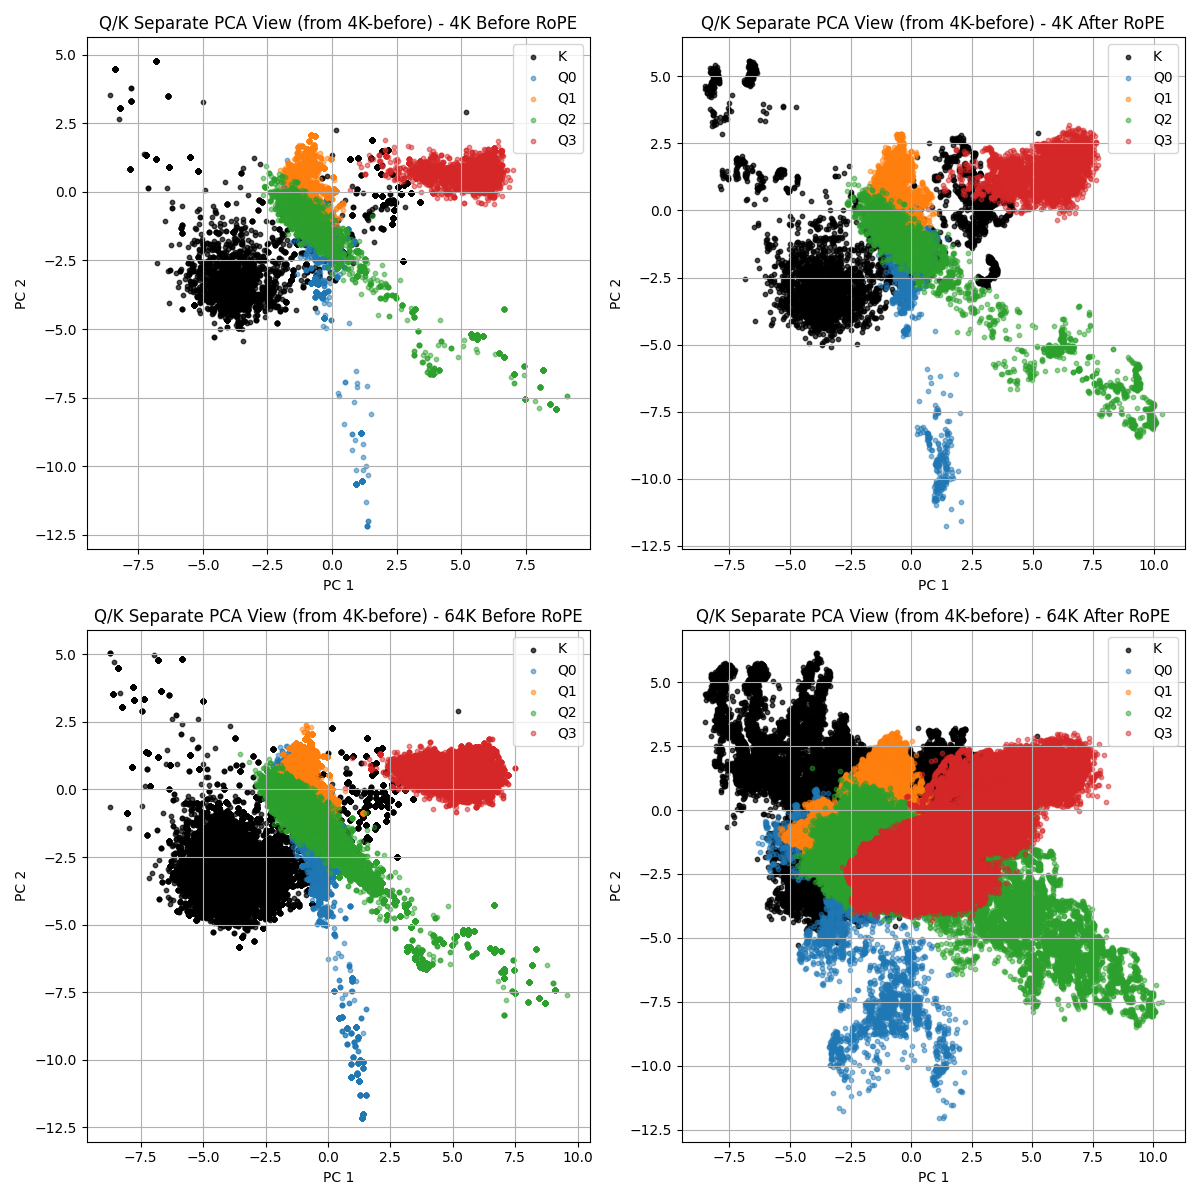 Q/K Separate PCA View (from 4K-before) - 4K Before RoPE
K
Q0
Q1
Q2
Q3
5.0
2.5
0.0
−2.5
−5.0
−7.5
−10.0
−12.5
PC 2
−7.5 −5.0 −2.5 0.0 2.5 5.0 7.5
PC 1
Q/K Separate PCA View (from 4K-before) - 4K After RoPE
K
Q0
Q1
Q2
Q3
5.0
2.5
0.0
−2.5
−5.0
−7.5
−10.0
−12.5
PC 2
−7.5 −5.0 −2.5 0.0 2.5 5.0 7.5 10.0
PC 1
Q/K Separate PCA View (from 4K-before) - 64K Before RoPE
K
Q0
Q1
Q2
Q3
5.0
2.5
0.0
−2.5
−5.0
−7.5
−10.0
−12.5
PC 2
−7.5 −5.0 −2.5 0.0 2.5 5.0 7.5 10.0
PC 1
Q/K Separate PCA View (from 4K-before) - 64K After RoPE
K
Q0
Q1
Q2
Q3
5.0
2.5
0.0
−2.5
−5.0
−7.5
−10.0
−12.5
PC 2
−7.5 −5.0 −2.5 0.0 2.5 5.0 7.5 10.0
PC 1